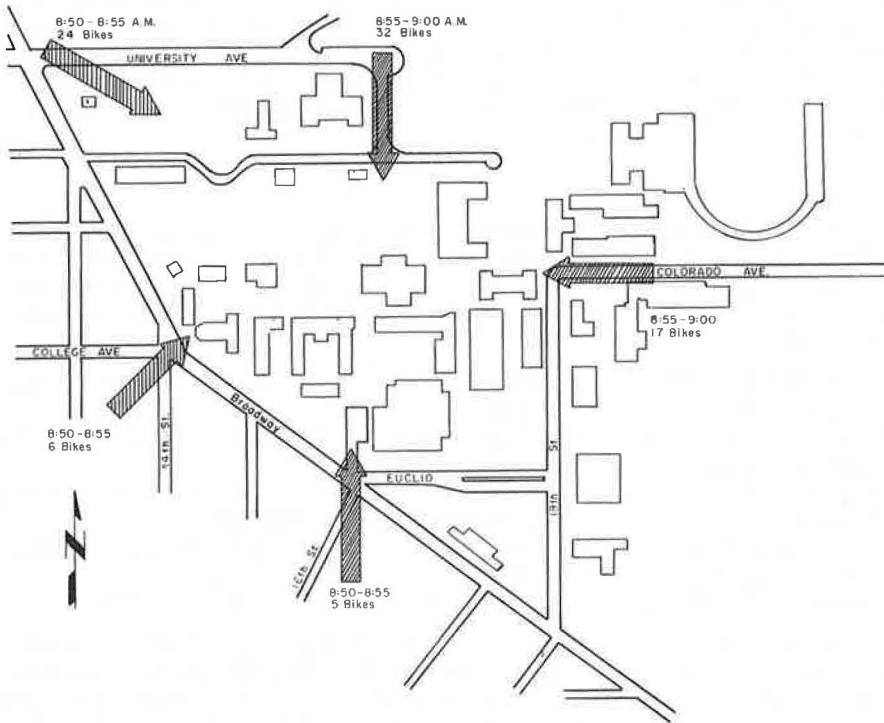 8:50-8:55 A.M.
24 Bikes
8:55-9:00 A.M.
32 Bikes
UNIVERSITY AVE
COLORADO AVE.
8:55-9:00
17 Bikes
COLLEGE AVE
Broadway
8:50-8:55
6 Bikes
14th St.
EUCLID
18th St.
16th St.
8:50-8:55
5 Bikes
N